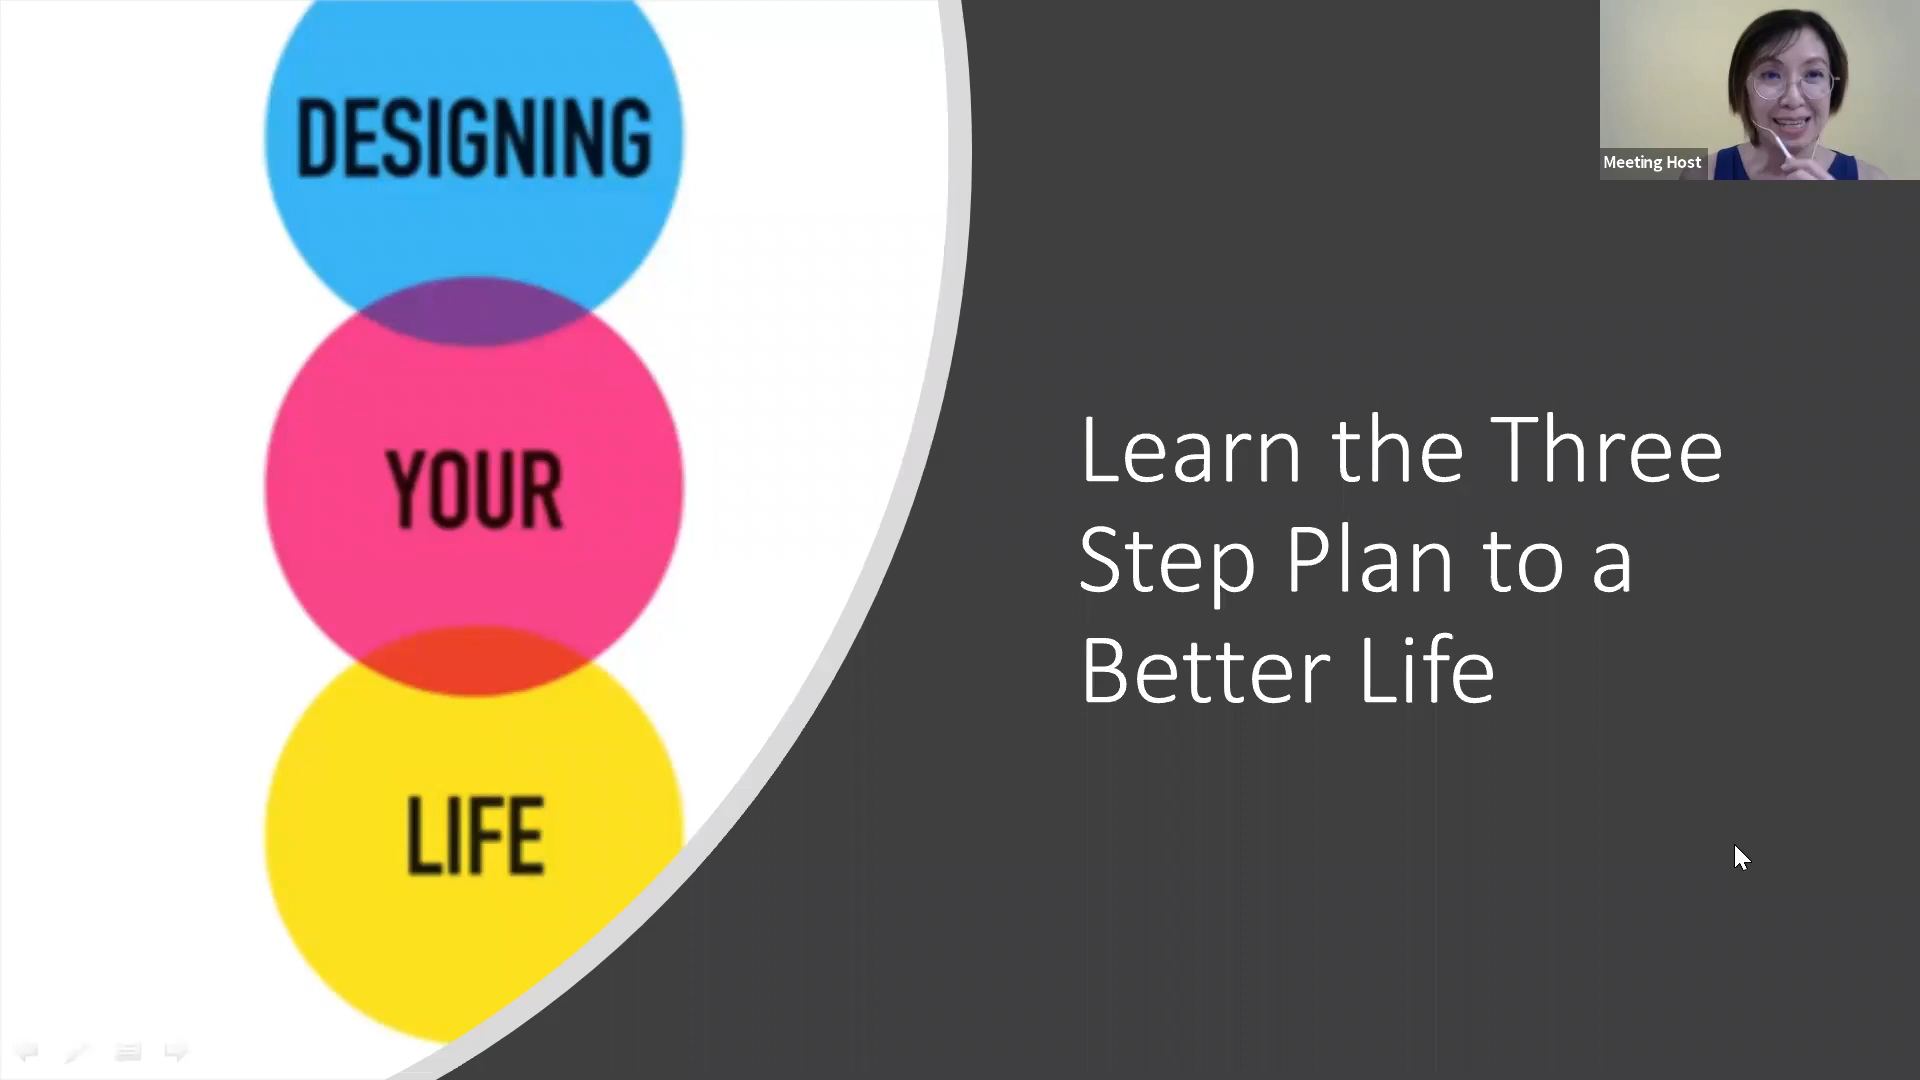 DESIGNING
YOUR
LIFE
Learn the Three
Step Plan to a
Better Life
Meeting Host